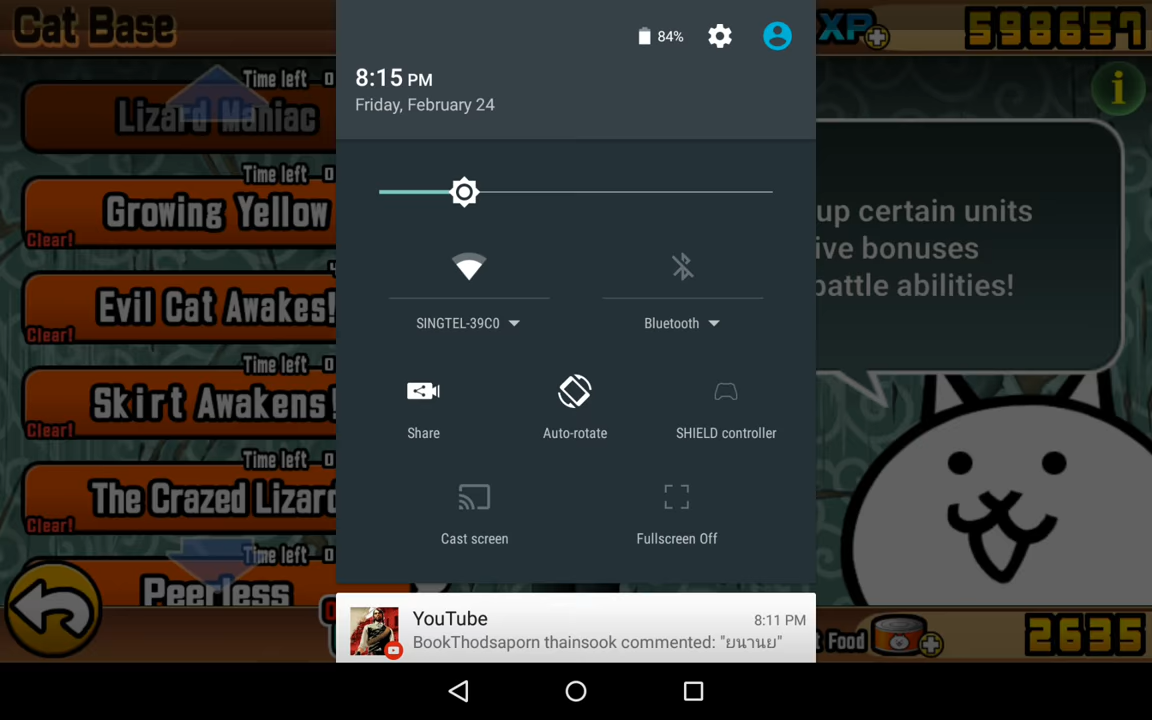 Cat Base
XP
598657
84%
8:15 PM
Friday, February 24
Time left
Lizard Maniac
Time left
Growing Yellow
Clear!
Evil Cat Awakes!
Clear!
Time left
Skirt Awakens!
Clear!
Time left
The Crazed Lizard
Clear!
Time left
Peerless
i
up certain units
ive bonuses
battle abilities!
SINGTEL-39C0
Bluetooth
Share
Auto-rotate
SHIELD controller
Cast screen
Fullscreen Off
YouTube
8:11 PM
BookThodsaporn thainsook commented: "ยนานย"
Food
2635